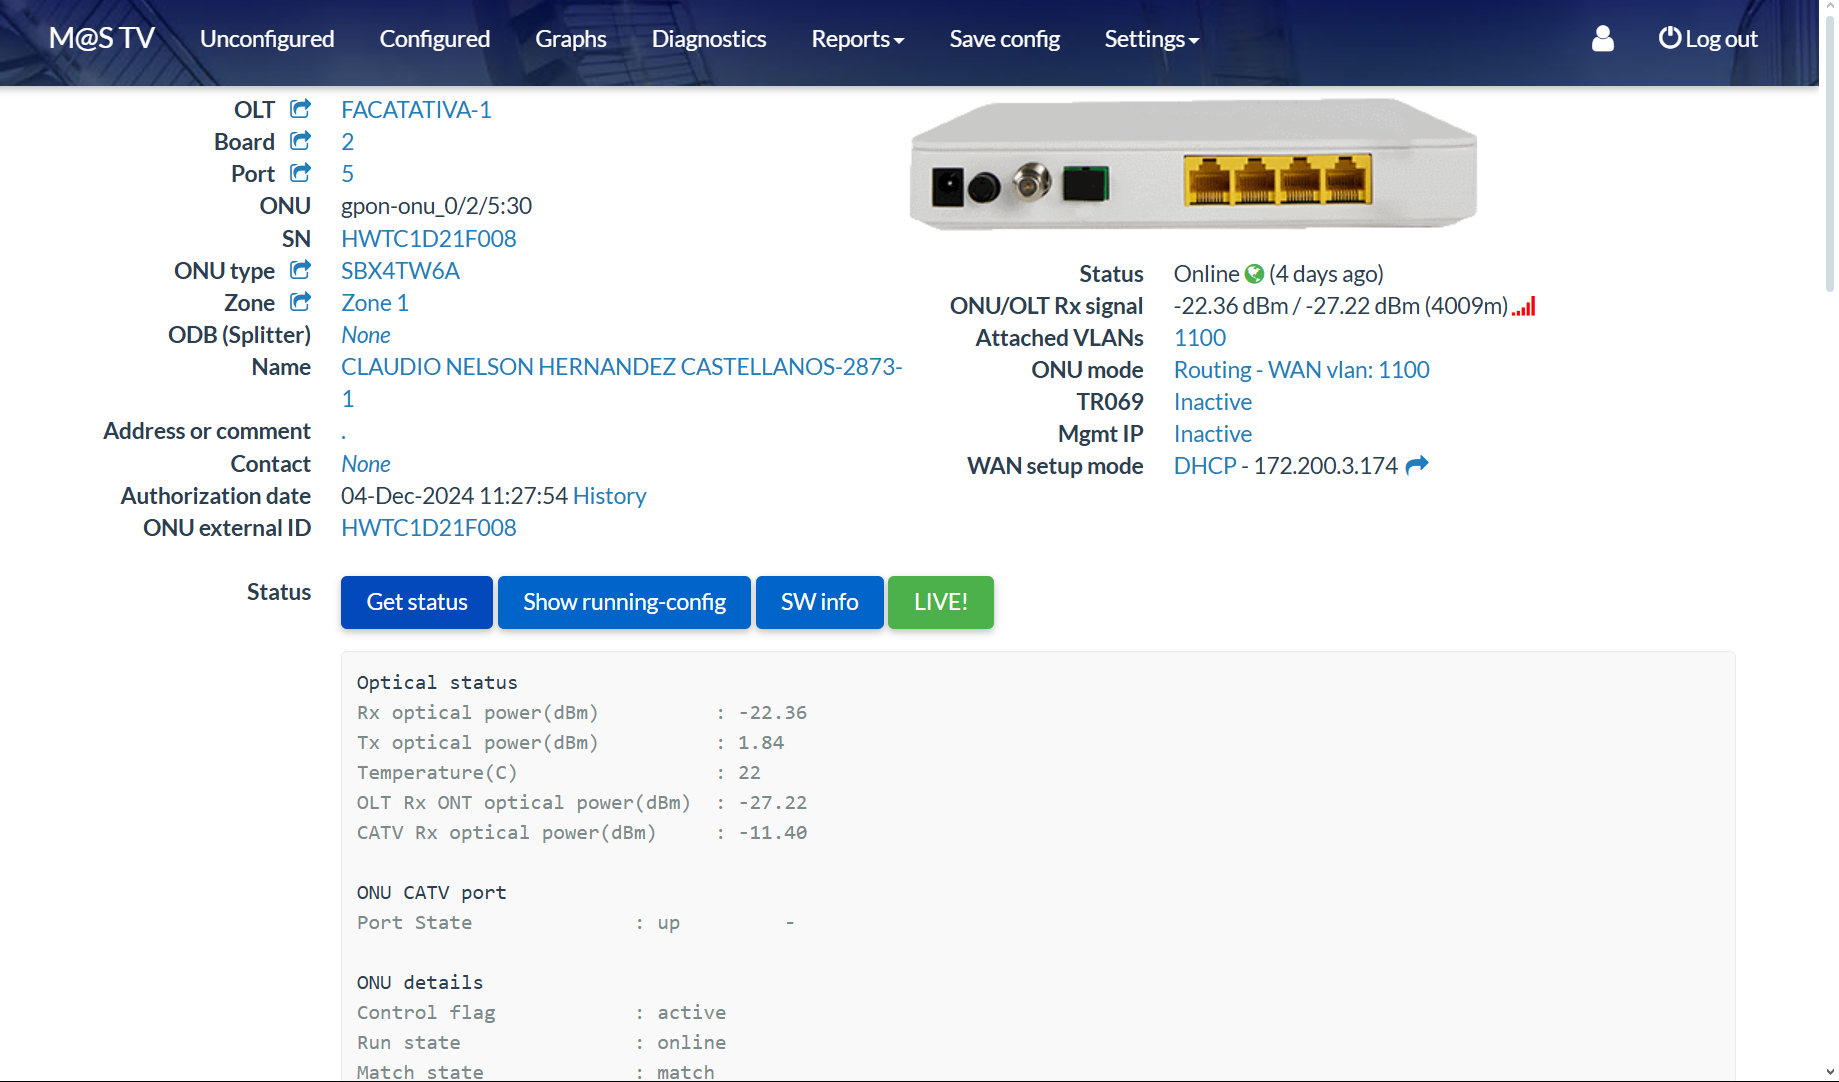 M@S TV Unconfigured Configured Graphs Diagnostics Reports Save config Settings Log out
OLT FACATATIVA-1
Board 2
Port 5
ONU gpon-onu_0/2/5:30
SN HWTC1D21F008
ONU type SBX4TW6A
Zone Zone 1
ODB (Splitter) None
Name CLAUDIO NELSON HERNANDEZ CASTELLANOS-2873-
1
Address or comment .
Contact None
Authorization date 04-Dec-2024 11:27:54 History
ONU external ID HWTC1D21F008
Status Online (4 days ago)
ONU/OLT Rx signal -22.36 dBm / -27.22 dBm (4009m)
Attached VLANs 1100
ONU mode Routing - WAN vlan: 1100
TR069 Inactive
Mgmt IP Inactive
WAN setup mode DHCP - 172.200.3.174
Status Get status Show running-config SW info LIVE!
Optical status
Rx optical power(dBm) : -22.36
Tx optical power(dBm) : 1.84
Temperature(C) : 22
OLT Rx ONT optical power(dBm) : -27.22
CATV Rx optical power(dBm) : -11.40
ONU CATV port
Port State : up -
ONU details
Control flag : active
Run state : online
Match state : match